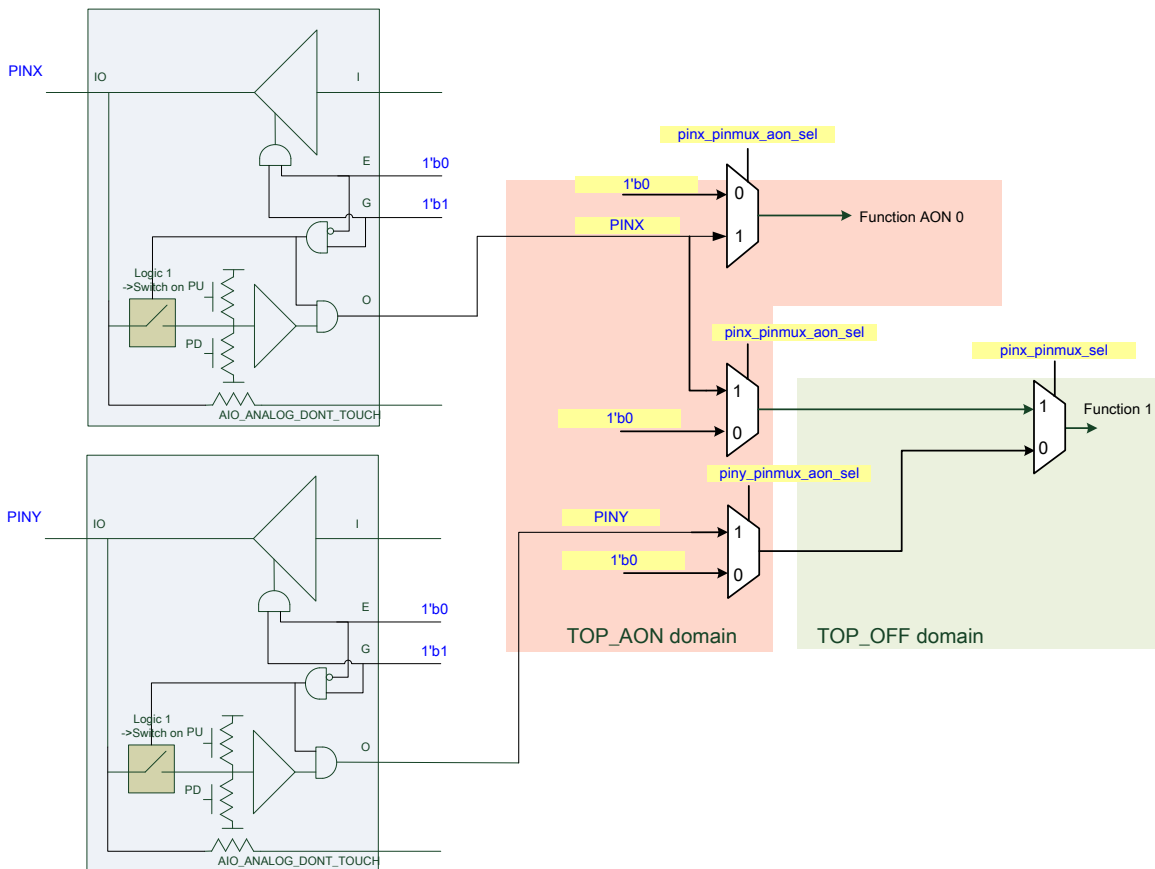 PINX
IO
I
E
1'b0
G
1'b1
Logic 1
->Switch on
PU
PD
O
AIO_ANALOG_DONT_TOUCH
PINY
IO
I
E
1'b0
G
1'b1
Logic 1
->Switch on
PU
PD
O
AIO_ANALOG_DONT_TOUCH
pinx_pinmux_aon_sel
1'b0
0
PINX
1
Function AON 0
pinx_pinmux_aon_sel
1
1'b0
0
piny_pinmux_aon_sel
PINY
1
1'b0
0
TOP_AON domain
pinx_pinmux_sel
1
0
Function 1
TOP_OFF domain